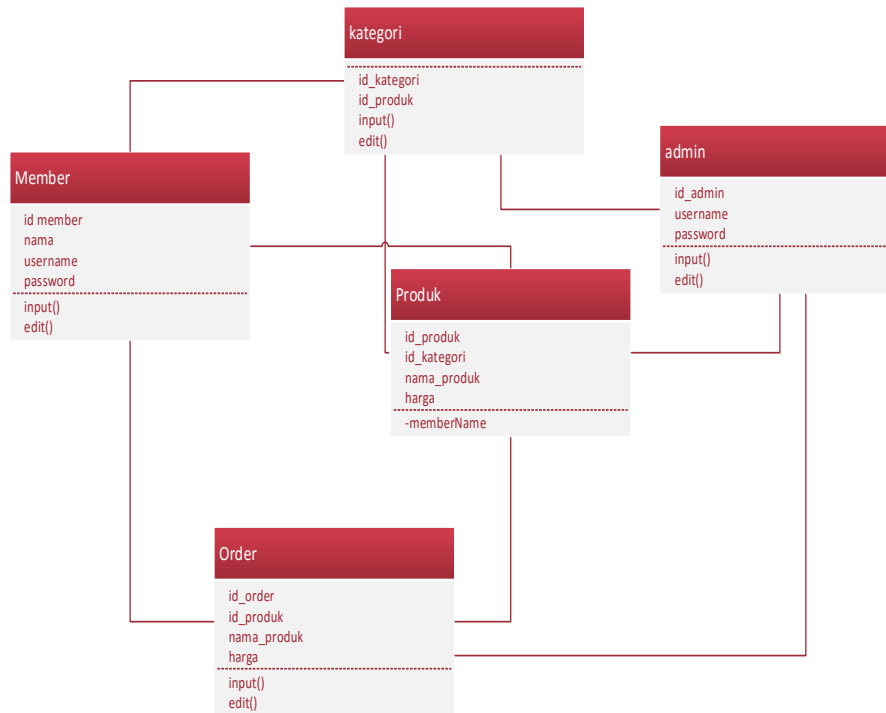 kategori
id_kategori
id_produk
input()
edit()
admin
id_admin
username
password
input()
edit()
Member
id member
nama
username
password
input()
edit()
Produk
id_produk
id_kategori
nama_produk
harga
-memberName
Order
id_order
id_produk
nama_produk
harga
input()
edit()